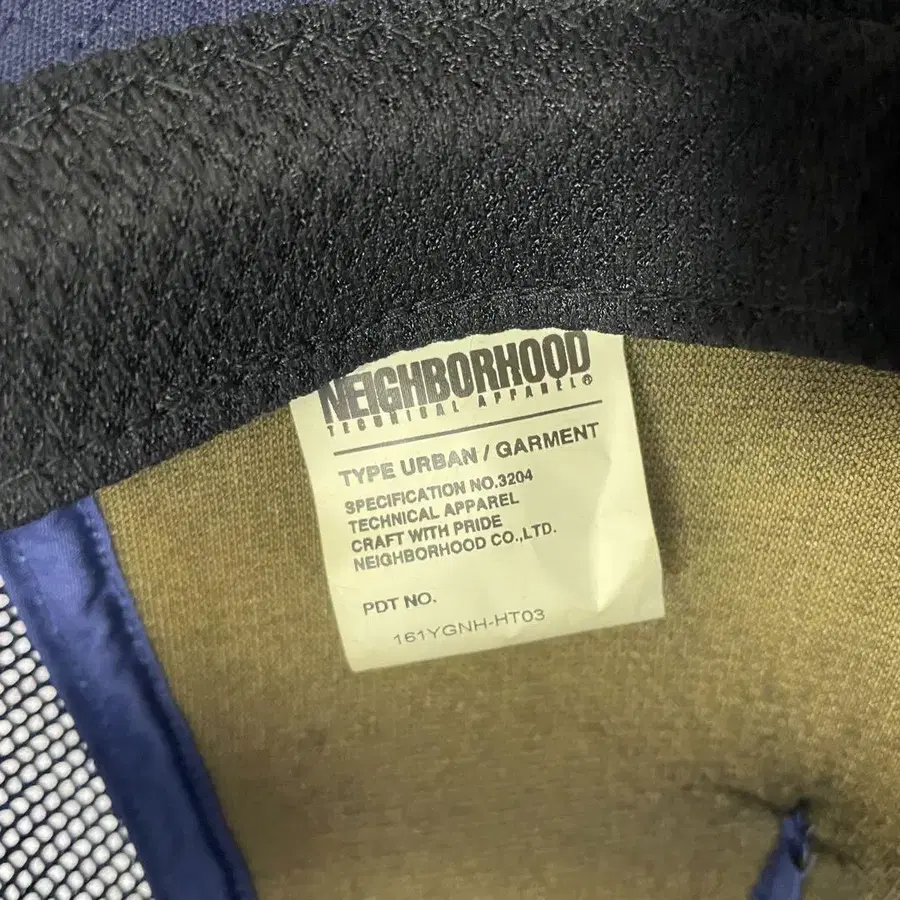 NEIGHBORHOOD
TECHNICAL APPAREL®
TYPE URBAN / GARMENT
SPECIFICATION NO.3204
TECHNICAL APPAREL
CRAFT WITH PRIDE
NEIGHBORHOOD CO.,LTD.
PDT NO.
161YGNH-HT03